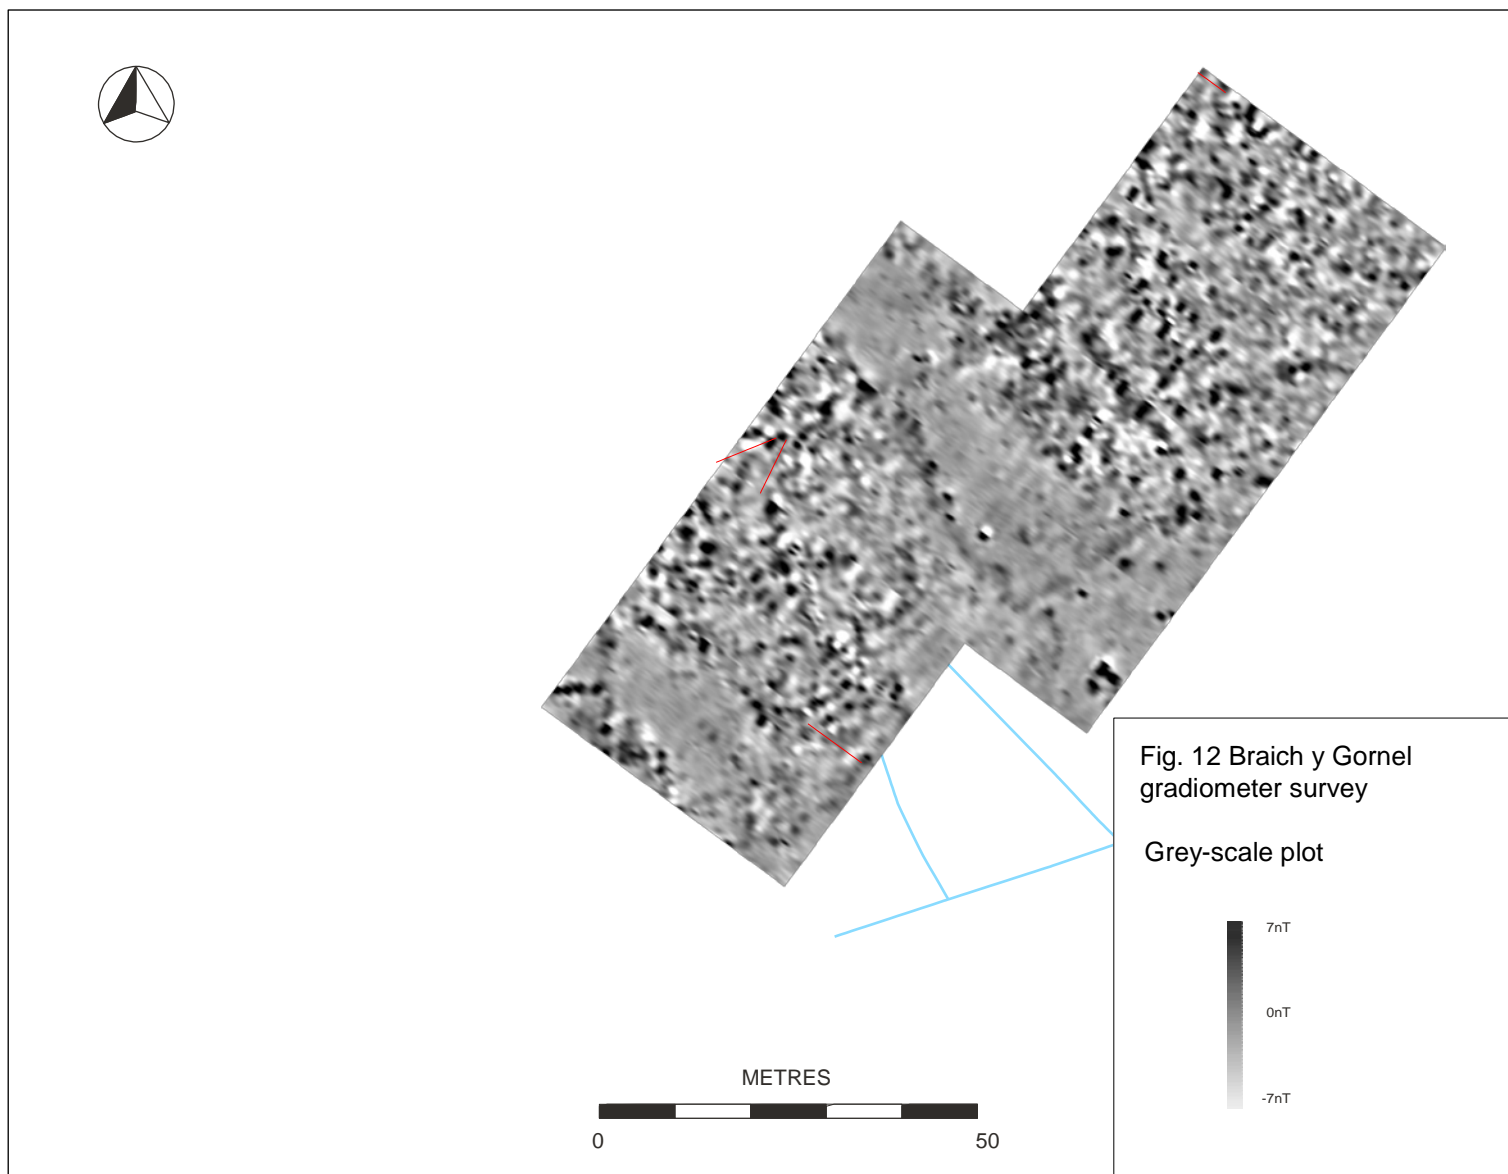 Fig. 12 Braich y Gornel
gradiometer survey
Grey-scale plot
7nT
0nT
-7nT
METRES
0 50